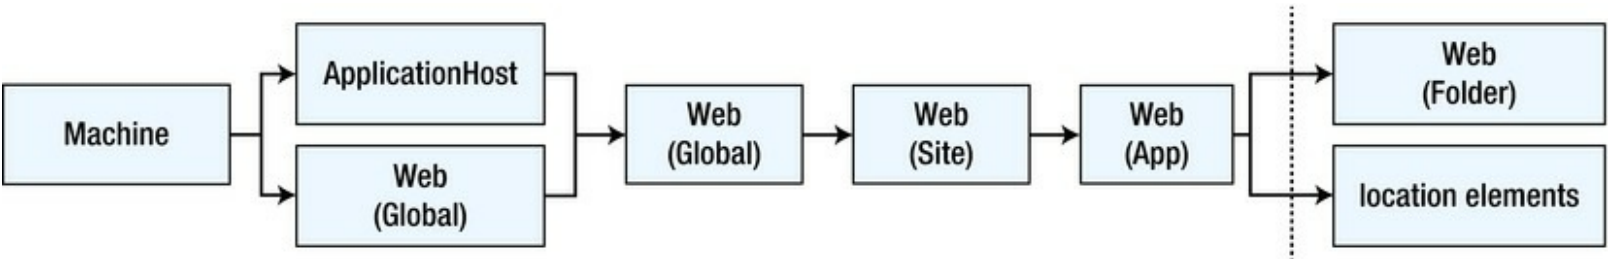 Machine
ApplicationHost
Web
(Global)
Web
(Global)
Web
(Site)
Web
(App)
Web
(Folder)
location elements